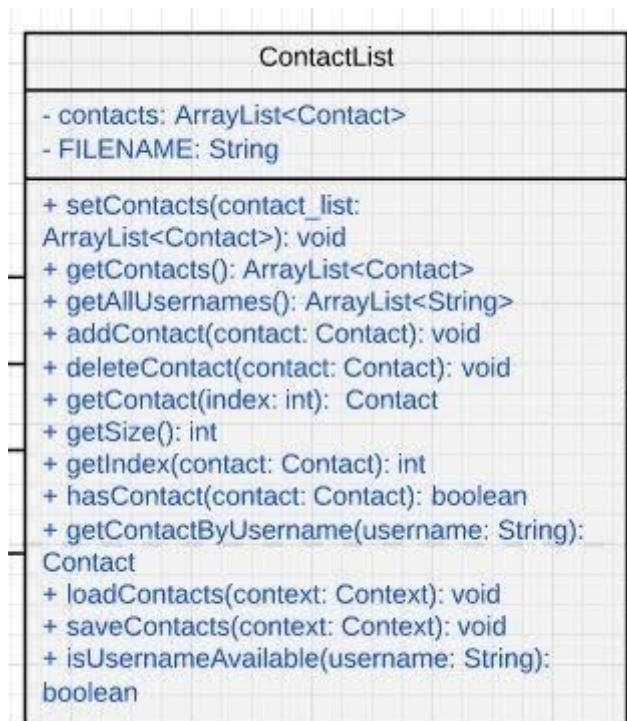 ContactList
- contacts: ArrayList<Contact>
- FILENAME: String
+ setContacts(contact_list:
ArrayList<Contact>): void
+ getContacts(): ArrayList<Contact>
+ getAllUsernames(): ArrayList<String>
+ addContact(contact: Contact): void
+ deleteContact(contact: Contact): void
+ getContact(index: int):  Contact
+ getSize(): int
+ getIndex(contact: Contact): int
+ hasContact(contact: Contact): boolean
+ getContactByUsername(username: String):
Contact
+ loadContacts(context: Context): void
+ saveContacts(context: Context): void
+ isUsernameAvailable(username: String):
boolean